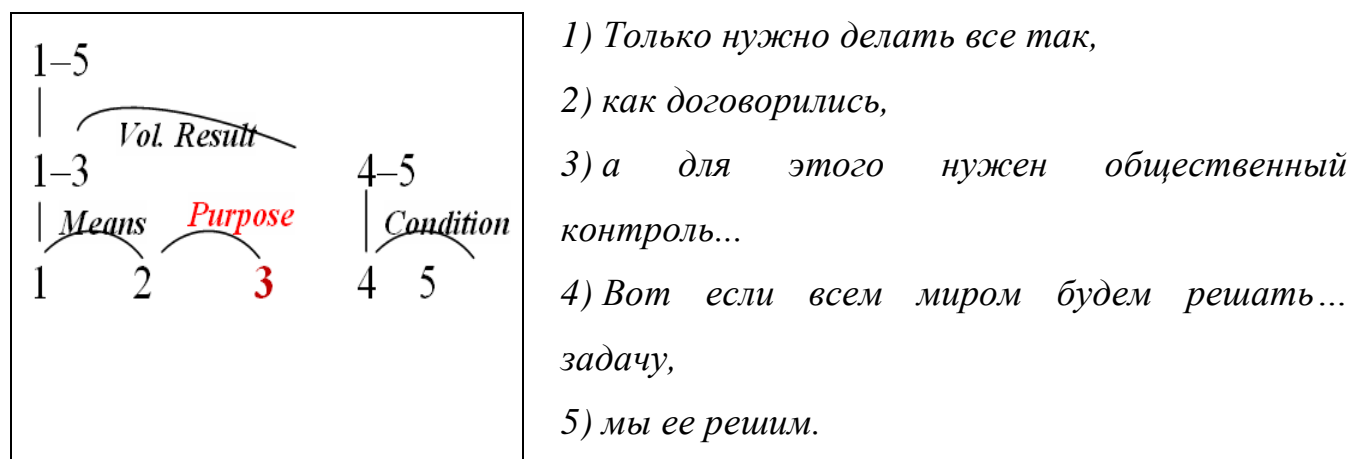 1–5
Vol. Result
1–3 4–5
Means Purpose Condition
1 2 3 4 5
1) Только нужно делать все так,
2) как договорились,
3) а для этого нужен общественный
контроль...
4) Вот если всем миром будем решать...
задачу,
5) мы ее решим.